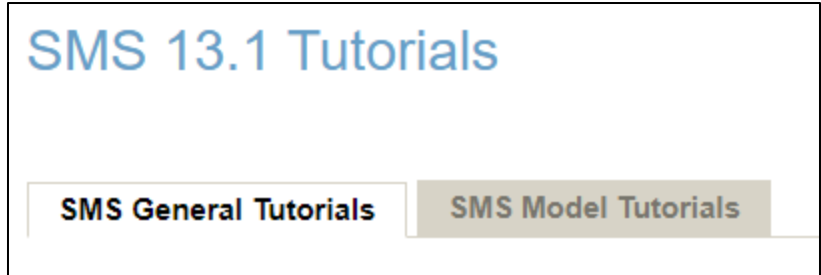 SMS 13.1 Tutorials
SMS General Tutorials SMS Model Tutorials